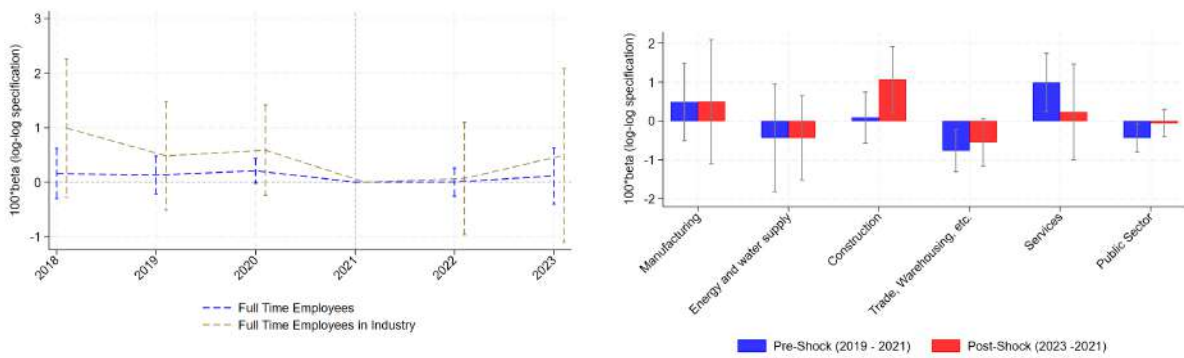 100*beta (log-log specification)
3
2
1
0
-1
2018
2019
2020
2021
2022
2023
Full Time Employees
Full Time Employees in Industry
100*beta (log-log specification)
2
1
0
-1
-2
Manufacturing
Energy and water supply
Construction
Trade, Warehousing, etc.
Services
Public Sector
Pre-Shock (2019 - 2021)
Post-Shock (2023 -2021)